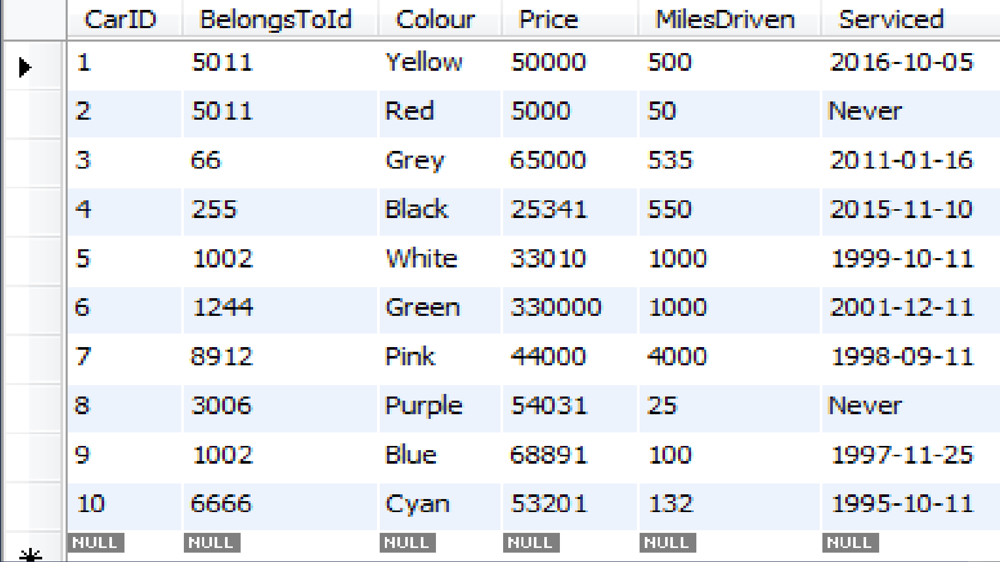 CarID BelongsToId Colour Price MilesDriven Serviced
1 5011 Yellow 50000 500 2016-10-05
2 5011 Red 5000 50 Never
3 66 Grey 65000 535 2011-01-16
4 255 Black 25341 550 2015-11-10
5 1002 White 33010 1000 1999-10-11
6 1244 Green 330000 1000 2001-12-11
7 8912 Pink 44000 4000 1998-09-11
8 3006 Purple 54031 25 Never
9 1002 Blue 68891 100 1997-11-25
10 6666 Cyan 53201 132 1995-10-11
NULL NULL NULL NULL NULL NULL